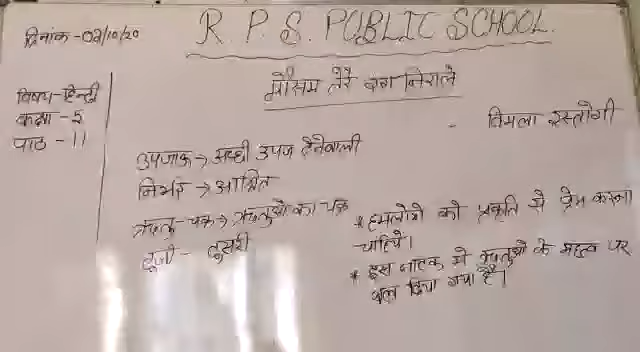 R. P. S. PUBLIC SCHOOL.
दिनांक -02/10/20
मौसम तेरे ढंग निराले
विषय-हिन्दी
कक्षा - 5
पाठ - 11
- विमला रस्तोगी
उपजाऊ → अच्छी उपज देनेवाली
निर्भर → आश्रित
ऋतु-चक्र → ऋतुओं का चक्र
दूजी - दूसरी
* हमलोगों को प्रकृति से प्रेम करना
चाहिये।
* इस नाटक में ऋतुओं के महत्व पर
बल दिया गया है।